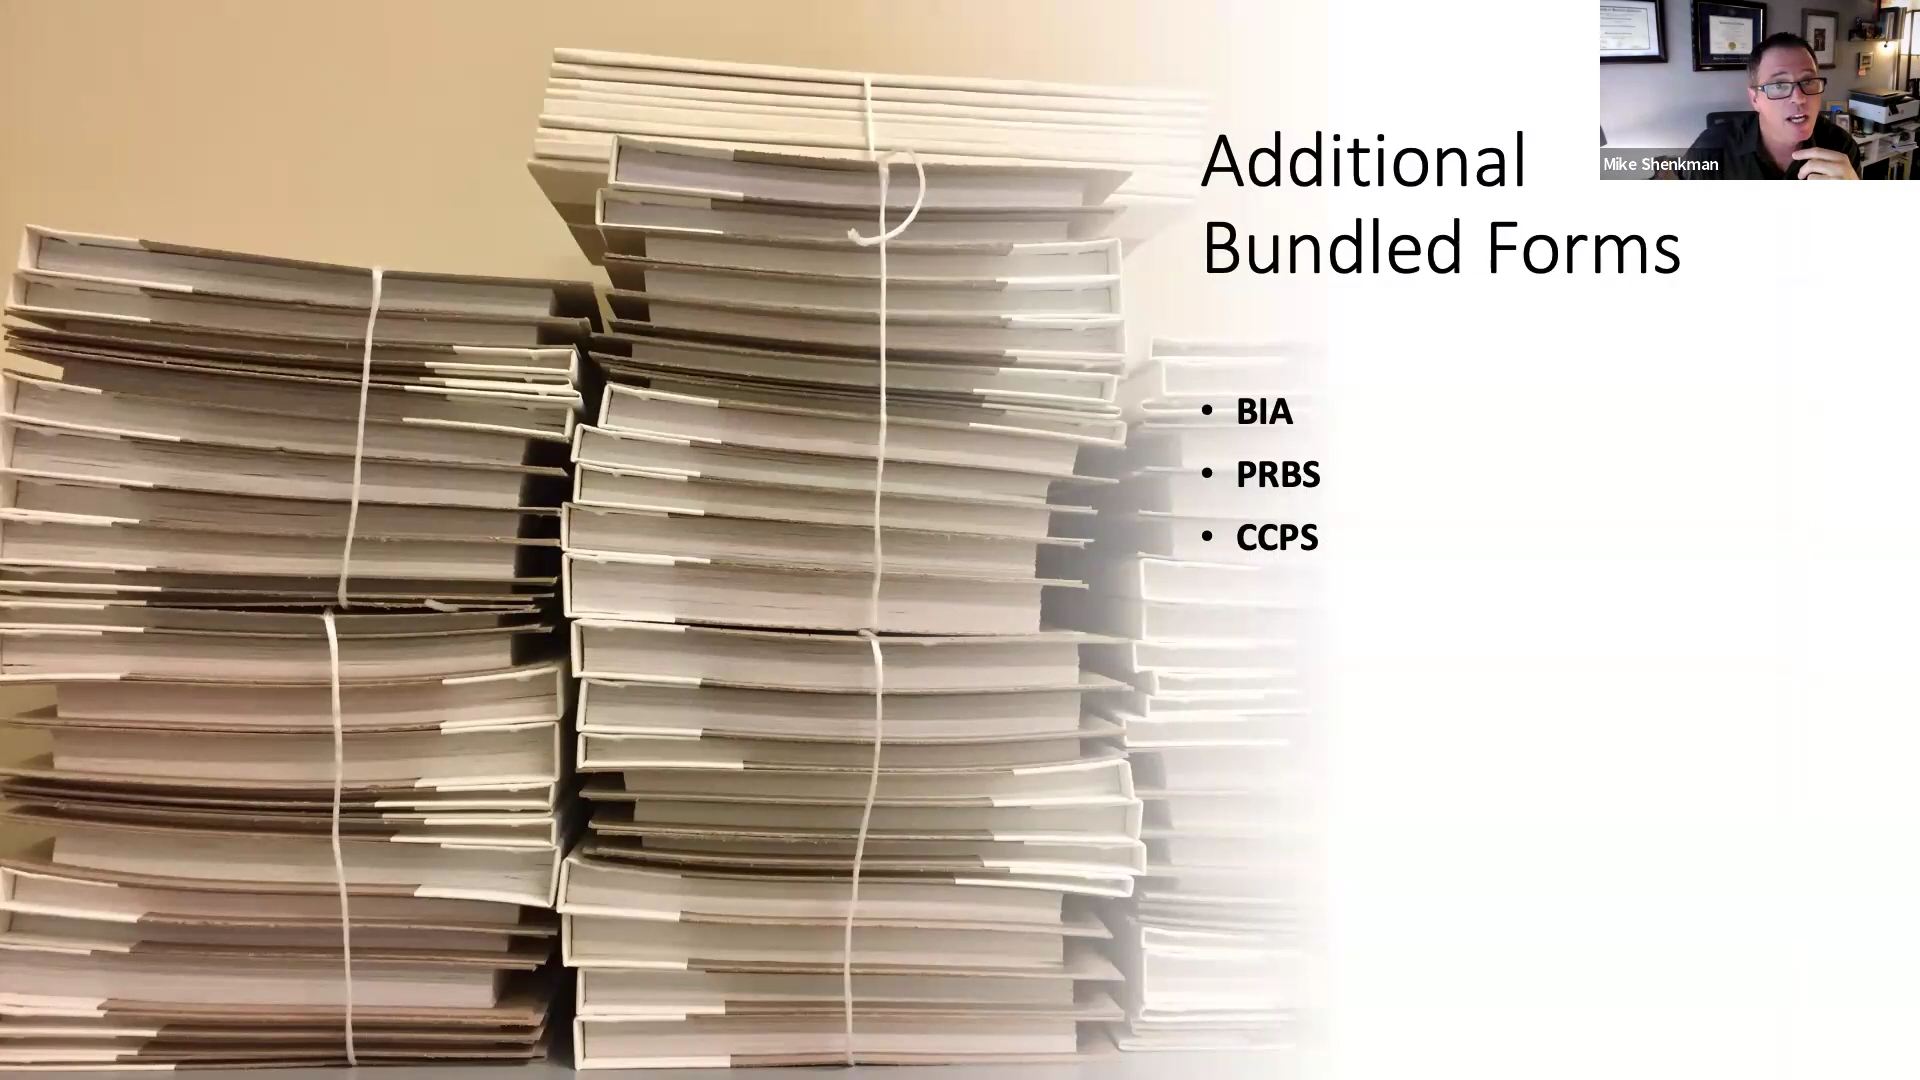 Additional
Bundled Forms
Mike Shenkman
• BIA
• PRBS
• CCPS